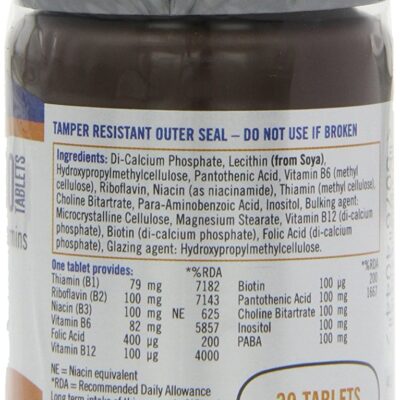 TAMPER RESISTANT OUTER SEAL – DO NOT USE IF BROKEN
Ingredients: Di-Calcium Phosphate, Lecithin (from Soya),
Hydroxypropylmethylcellulose, Pantothenic Acid, Vitamin B6 (methyl
cellulose), Riboflavin, Niacin (as niacinamide), Thiamin (methyl cellulose),
Choline Bitartrate, Para-Aminobenzoic Acid, Inositol, Bulking agent:
Microcrystalline Cellulose, Magnesium Stearate, Vitamin B12 (di-calcium
phosphate), Biotin (di-calcium phosphate), Folic Acid (di-calcium
phosphate), Glazing agent: Hydroxypropylmethylcellulose.
One tablet provides: *%RDA
Thiamin (B1) 79 mg 7182
Riboflavin (B2) 100 mg 7143
Niacin (B3) 100 mg NE 625
Vitamin B6 82 mg 5857
Folic Acid 400 µg 200
Vitamin B12 100 µg 4000
*%RDA
Biotin 100 µg 200
Pantothenic Acid 100 mg 1667
Choline Bitartrate 100 mg
Inositol 100 mg
PABA 100 mg
NE = Niacin equivalent
*RDA = Recommended Daily Allowance
Long term intake of
TABLETS
mins
30 TABLETS